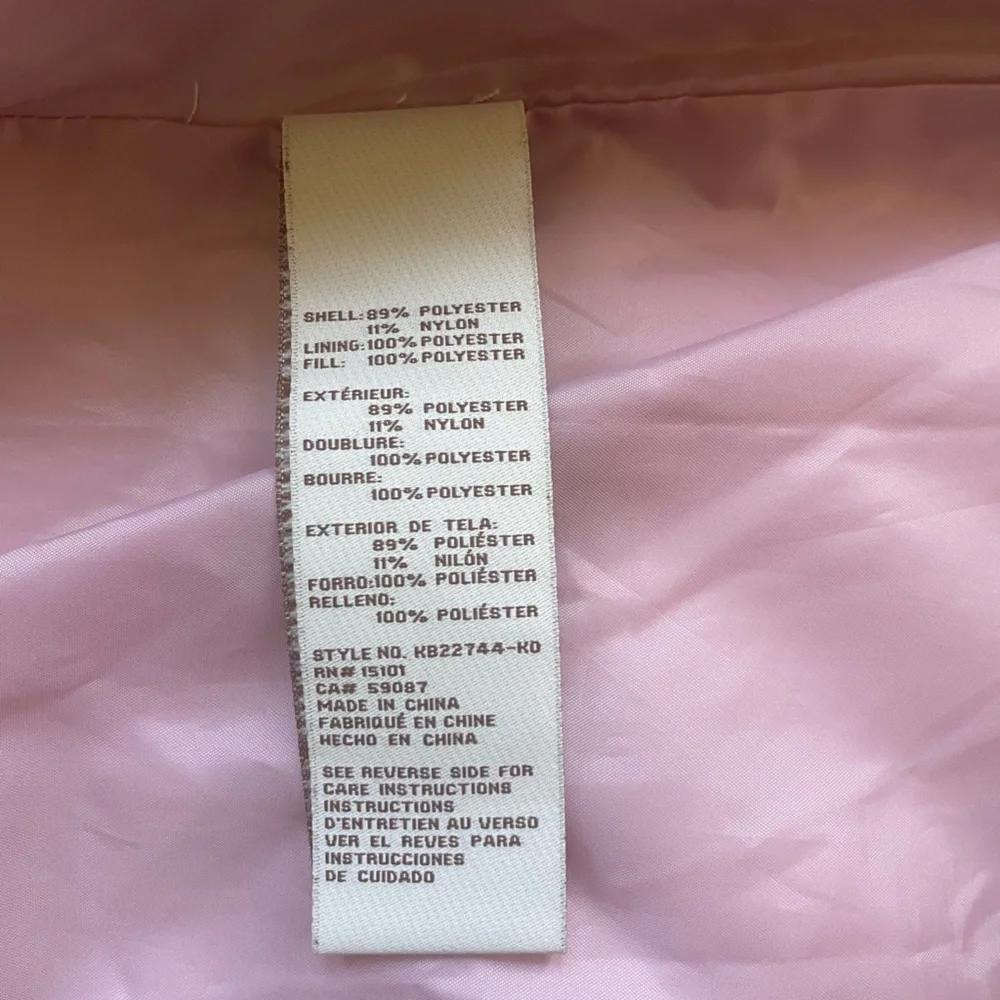 SHELL: 89% POLYESTER
11% NYLON
LINING: 100% POLYESTER
FILL: 100% POLYESTER
EXTÉRIEUR:
89% POLYESTER
11% NYLON
DOUBLURE:
100% POLYESTER
BOURRE:
100% POLYESTER
EXTERIOR DE TELA:
89% POLIÉSTER
11% NILÓN
FORRO: 100% POLIÉSTER
RELLENO:
100% POLIÉSTER
STYLE NO. KB22744-KD
RN# 15101
CA# 59087
MADE IN CHINA
FABRIQUÉ EN CHINE
HECHO EN CHINA
SEE REVERSE SIDE FOR
CARE INSTRUCTIONS
INSTRUCTIONS
D'ENTRETIEN AU VERSO
VER EL REVES PARA
INSTRUCCIONES
DE CUIDADO